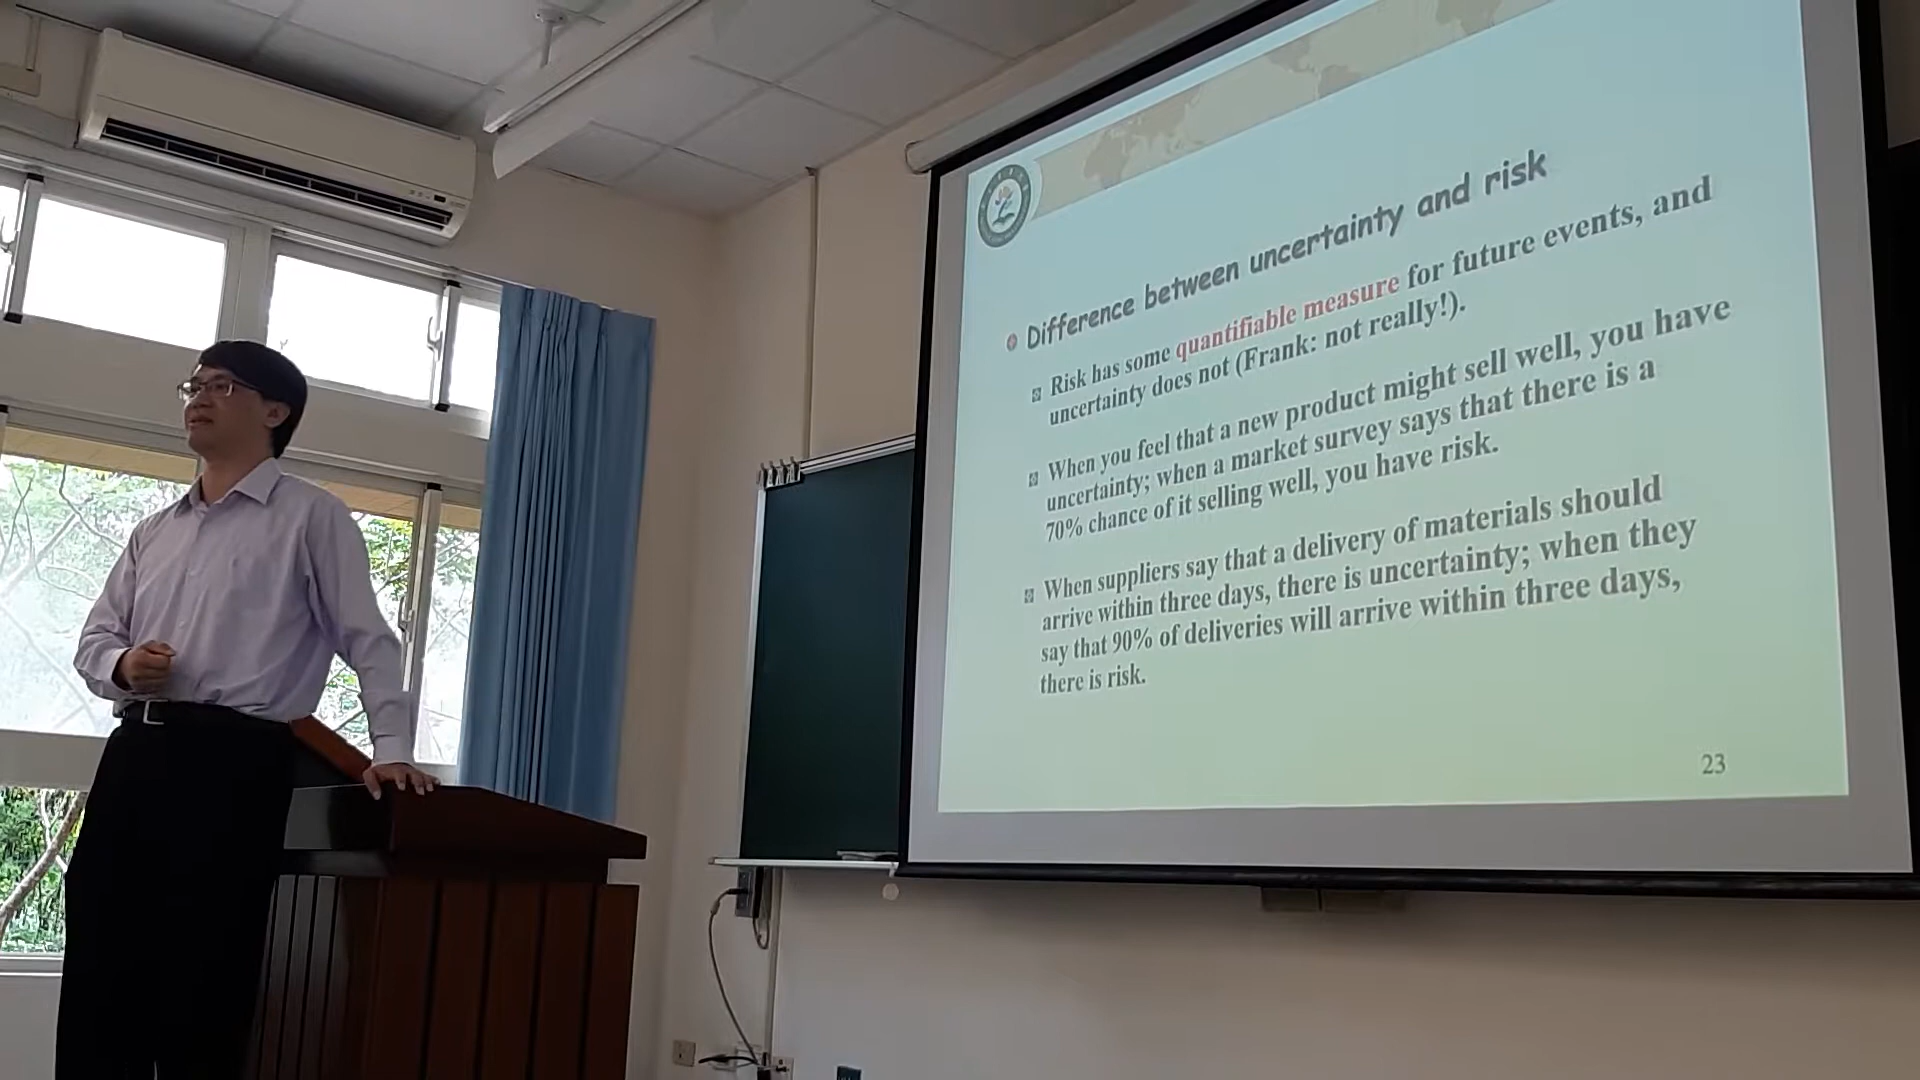 Difference between uncertainty and risk
Risk has some quantifiable measure for future events, and
uncertainty does not (Frank: not really!).
When you feel that a new product might sell well, you have
uncertainty; when a market survey says that there is a
70% chance of it selling well, you have risk.
When suppliers say that a delivery of materials should
arrive within three days, there is uncertainty; when they
say that 90% of deliveries will arrive within three days,
there is risk.
23